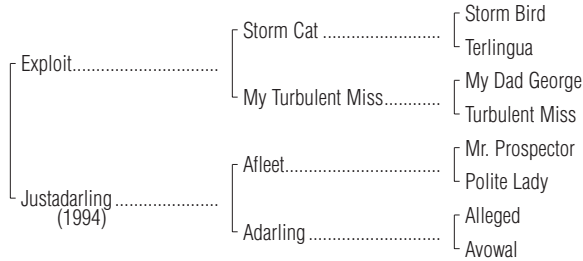 Storm Bird
Storm Cat ........................
Terlingua
Exploit.............................
My Dad George
My Turbulent Miss...........
Turbulent Miss
Mr. Prospector
Afleet...............................
Polite Lady
Justadarling .....................
(1994)
Alleged
Adarling ...........................
Avowal